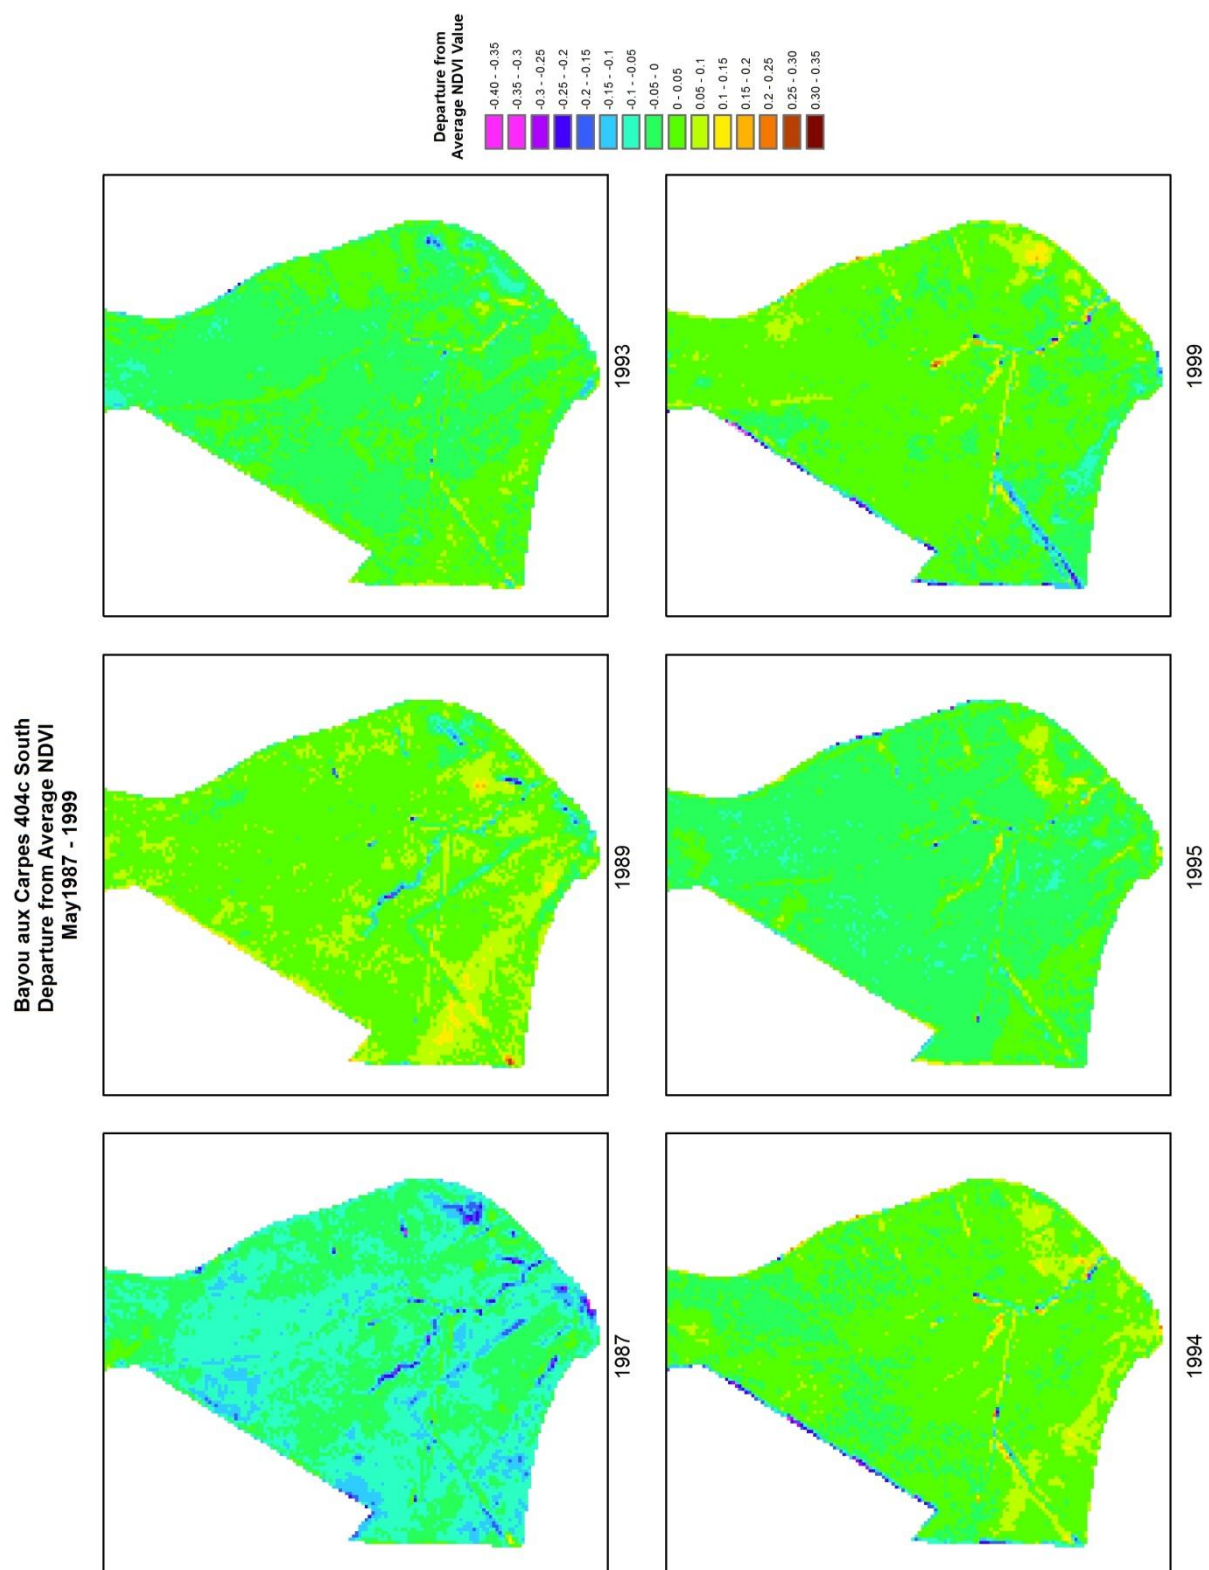 Bayou aux Carpes 404c South
Departure from Average NDVI
May1987 - 1999
1987
1989
1993
1994
1995
1999
Departure from
Average NDVI Value
-0.40 - -0.35
-0.35 - -0.3
-0.3 - -0.25
-0.25 - -0.2
-0.2 - -0.15
-0.15 - -0.1
-0.1 - -0.05
-0.05 - 0
0 - 0.05
0.05 - 0.1
0.1 - 0.15
0.15 - 0.2
0.2 - 0.25
0.25 - 0.30
0.30 - 0.35